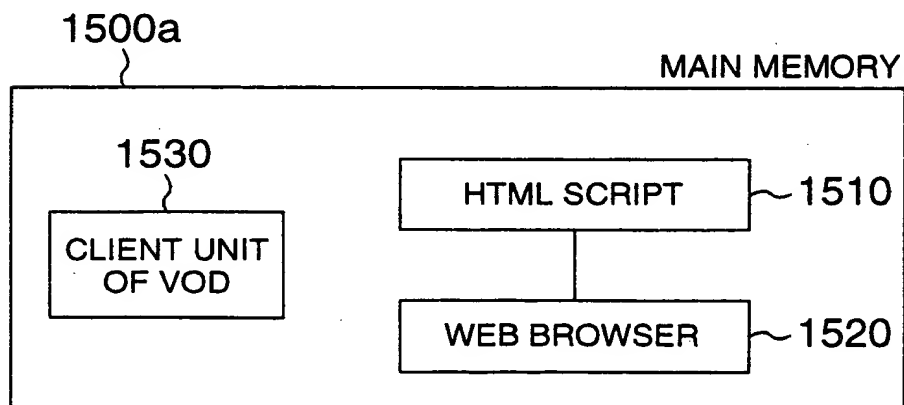 1500a
MAIN MEMORY
1530
CLIENT UNIT
OF VOD
HTML SCRIPT
1510
WEB BROWSER
1520